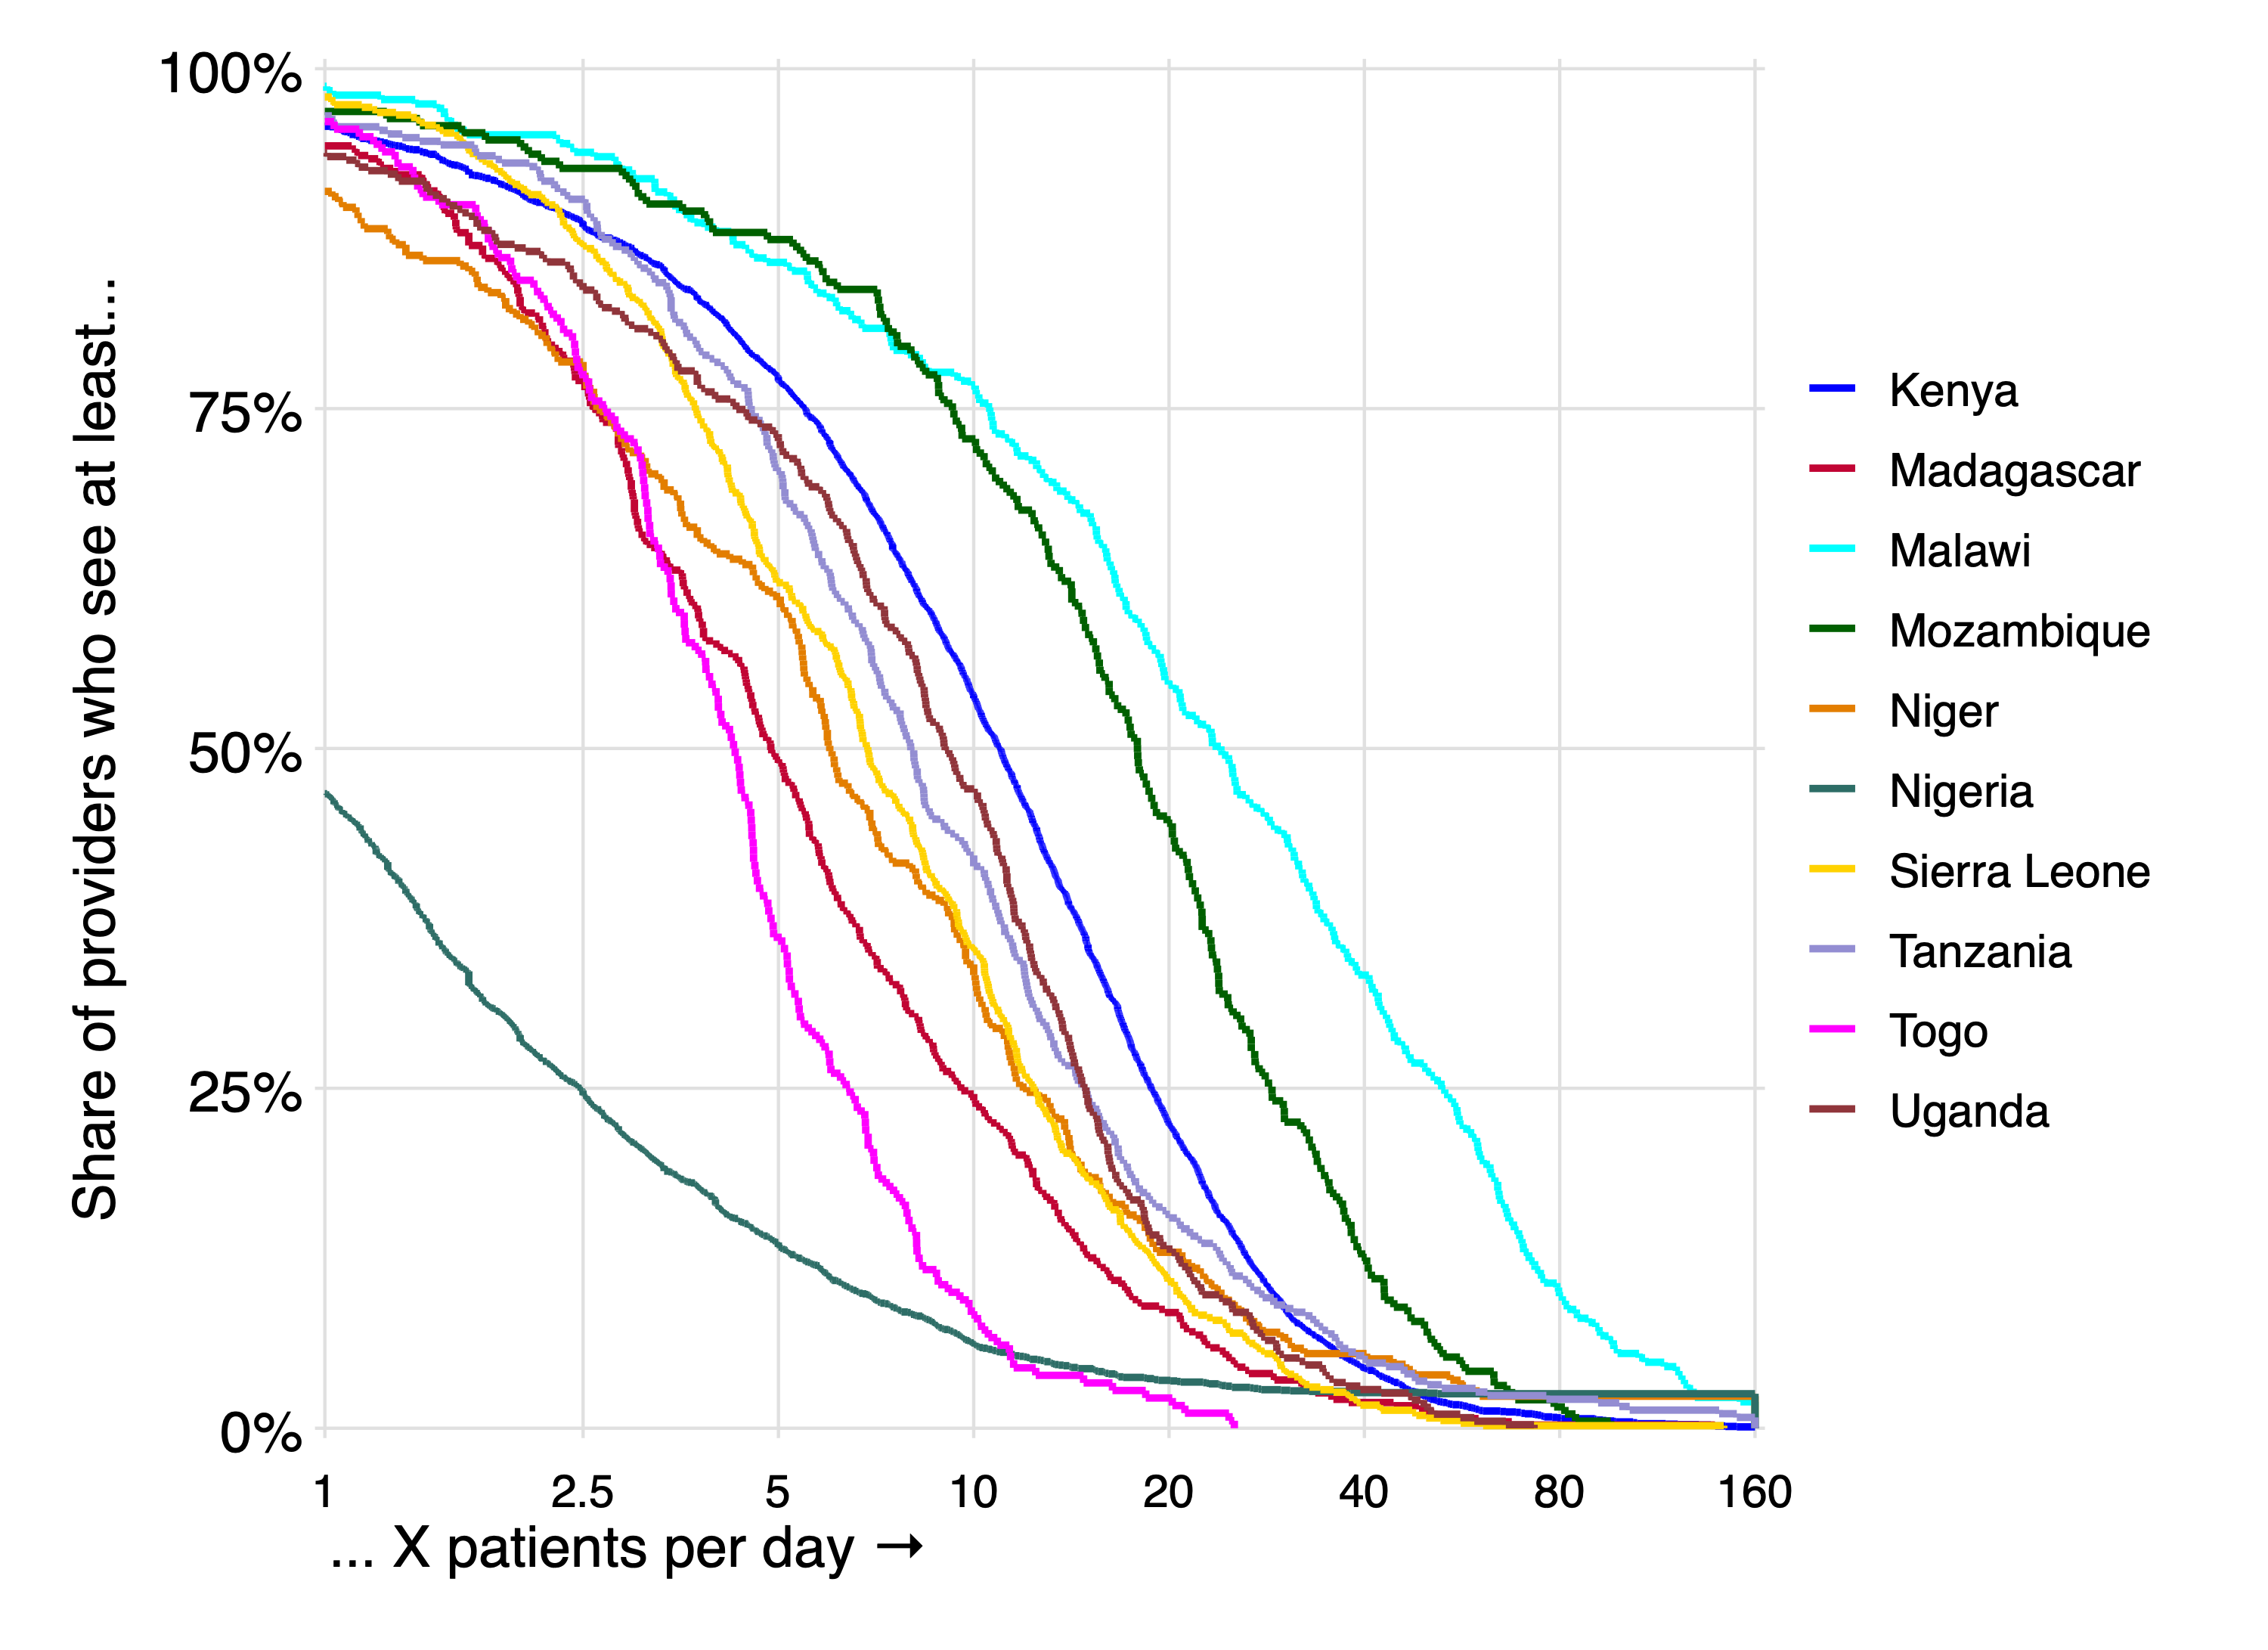 Share of providers who see at least...
100%
75%
50%
25%
0%
1 2.5 5 10 20 40 80 160
... X patients per day →
Kenya
Madagascar
Malawi
Mozambique
Niger
Nigeria
Sierra Leone
Tanzania
Togo
Uganda